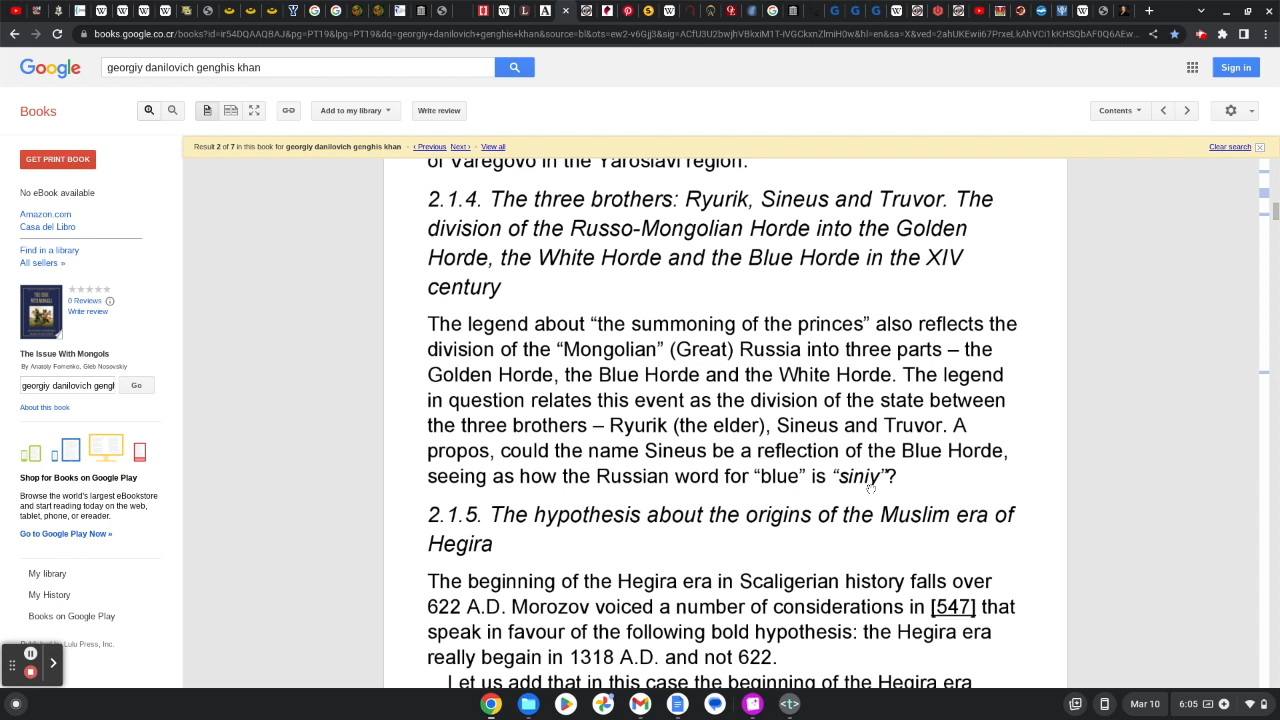 books.google.co.cr/books?id=ir54DQAAQBAJ&pg=PT19&lpg=PT19&dq=georgiy+danilovich+genghis+khan&source=bl&ots=ew2-v6Gjj3&sig=
Google
georgiy danilovich genghis khan
Sign in
Books
Add to my library
Write review
Contents
Result 2 of 7 in this book for georgiy danilovich genghis khan - ‹ Previous Next › - View all
Clear search
GET PRINT BOOK
No eBook available
Amazon.com
Casa del Libro
Find in a library
All sellers »
0 Reviews
Write review
The Issue With Mongols
By Anatoly Fomenko, Gleb Nosovskiy
georgiy danilovich gengl
Go
About this book
Shop for Books on Google Play
Browse the world's largest eBookstore
and start reading today on the web,
tablet, phone, or ereader.
Go to Google Play Now »
My library
My History
Books on Google Play
Lulu Press, Inc.
of Varegovo in the Yaroslavl region.
2.1.4. The three brothers: Ryurik, Sineus and Truvor. The
division of the Russo-Mongolian Horde into the Golden
Horde, the White Horde and the Blue Horde in the XIV
century
The legend about “the summoning of the princes” also reflects the
division of the “Mongolian” (Great) Russia into three parts – the
Golden Horde, the Blue Horde and the White Horde. The legend
in question relates this event as the division of the state between
the three brothers – Ryurik (the elder), Sineus and Truvor. A
propos, could the name Sineus be a reflection of the Blue Horde,
seeing as how the Russian word for “blue” is “siniy”?
2.1.5. The hypothesis about the origins of the Muslim era of
Hegira
The beginning of the Hegira era in Scaligerian history falls over
622 A.D. Morozov voiced a number of considerations in [547] that
speak in favour of the following bold hypothesis: the Hegira era
really begain in 1318 A.D. and not 622.
Let us add that in this case the beginning of the Hegira era
Mar 10
6:05